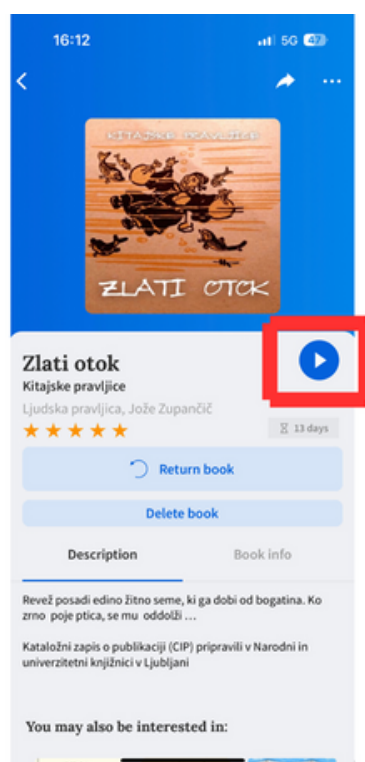 16:12
5G 42
KITAJSKE PRAVLJICE
ZLATI OTOK
Zlati otok
Kitajske pravljice
Ljudska pravljica, Jože Zupančič
13 days
Return book
Delete book
Description
Book info
Revež posadi edino žitno seme, ki ga dobi od bogatina. Ko
zrno poje ptica, se mu oddolži ...
Kataložni zapis o publikaciji (CIP) pripravili v Narodni in
univerzitetni knjižnici v Ljubljani
You may also be interested in: